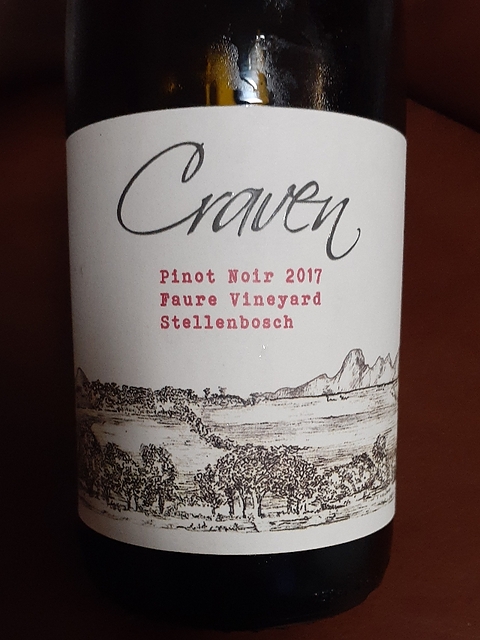 Craven
Pinot Noir 2017
Faure Vineyard
Stellenbosch